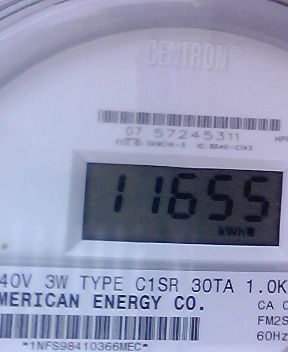 CENTRON®
07 57245311
11655
kWh
40V 3W TYPE C1SR 30TA 1.0K
MERICAN ENERGY CO.
CA 0
FM2S
60Hz
*1NFS98410366MEC*